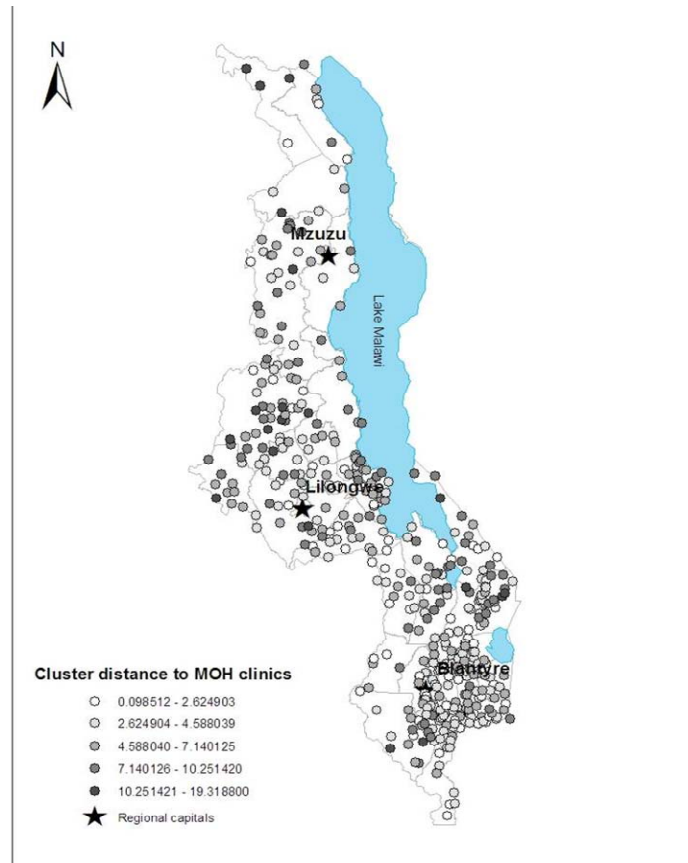 N
Mzuzu
Lake Malawi
Lilongwe
Blantyre
Cluster distance to MOH clinics
0.098512 - 2.624903
2.624904 - 4.588039
4.588040 - 7.140125
7.140126 - 10.251420
10.251421 - 19.318800
Regional capitals